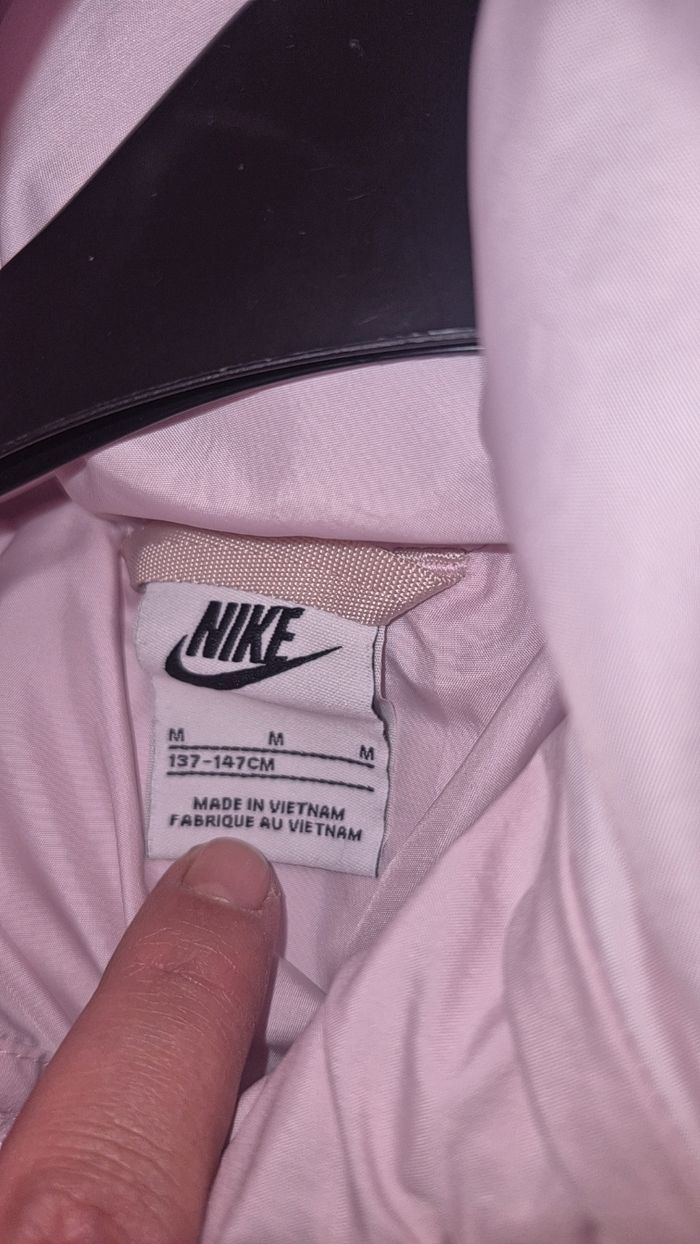 NIKE
M M M
137-147CM
MADE IN VIETNAM
FABRIQUE AU VIETNAM